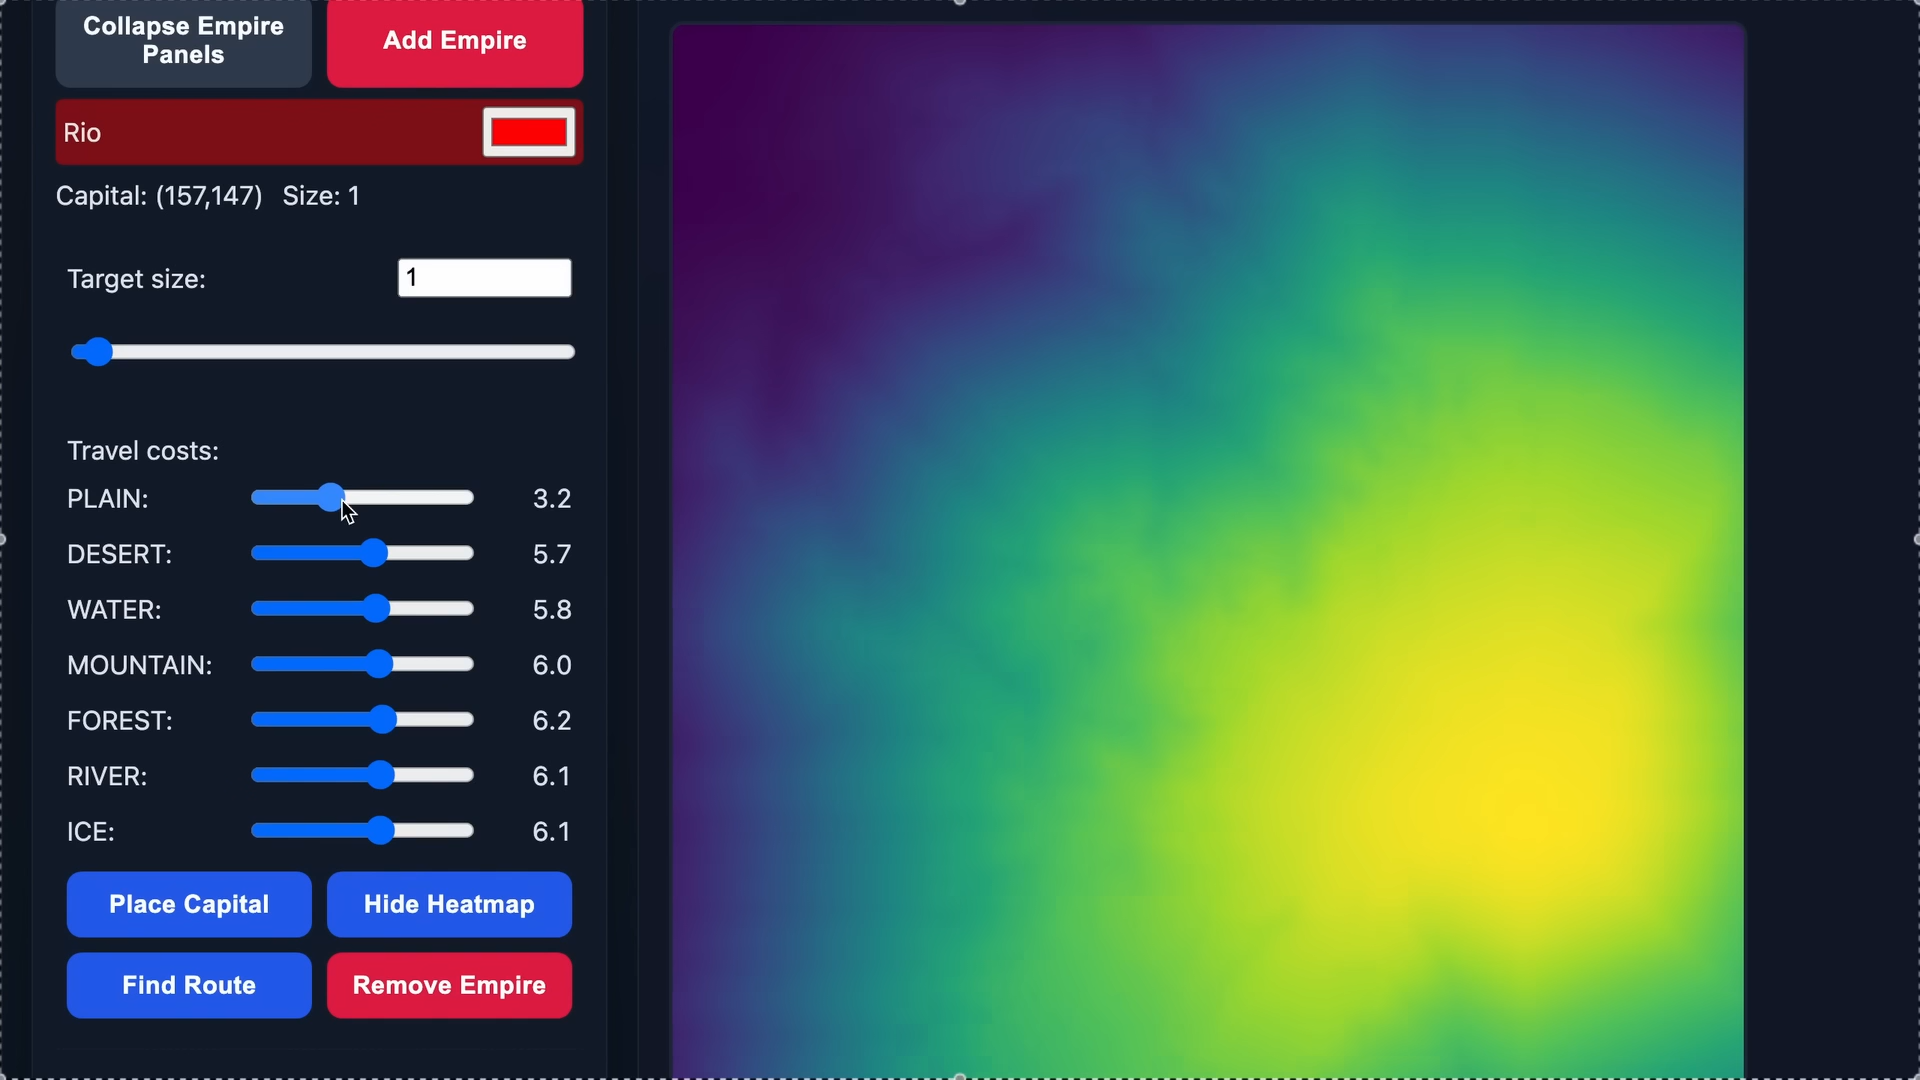 Collapse Empire
Panels
Add Empire
Rio
Capital: (157,147) Size: 1
Target size:
1
Travel costs:
PLAIN: 3.2
DESERT: 5.7
WATER: 5.8
MOUNTAIN: 6.0
FOREST: 6.2
RIVER: 6.1
ICE: 6.1
Place Capital
Hide Heatmap
Find Route
Remove Empire